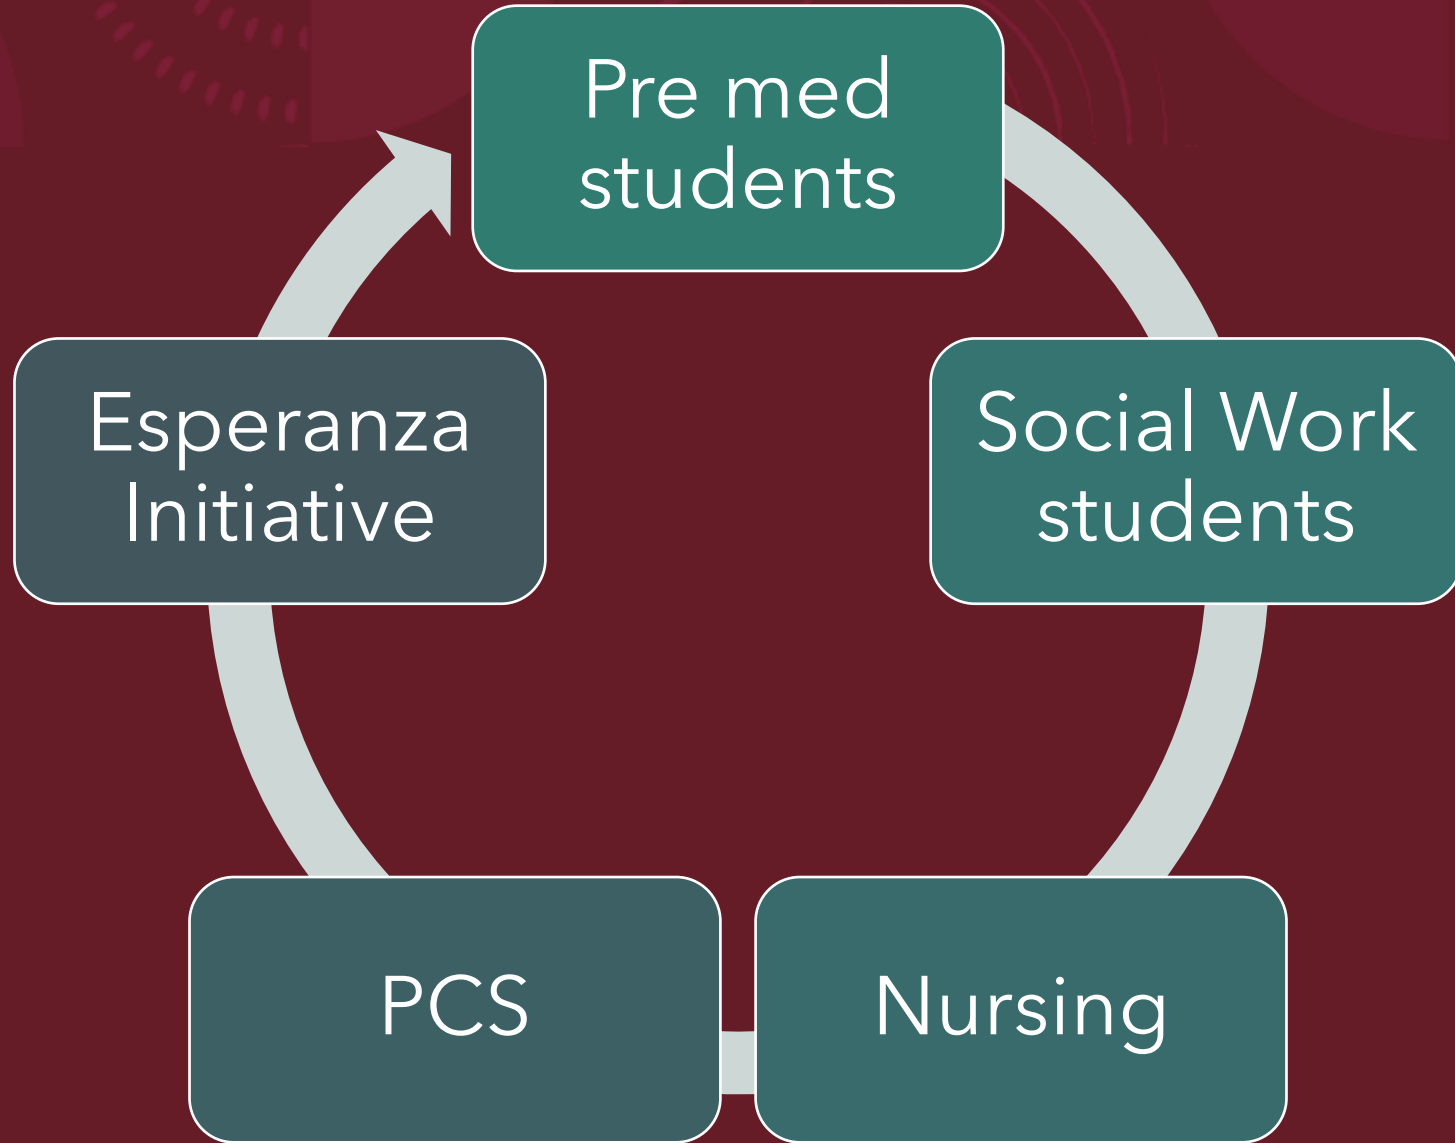 Pre med
students
Social Work
students
Nursing
PCS
Esperanza
Initiative